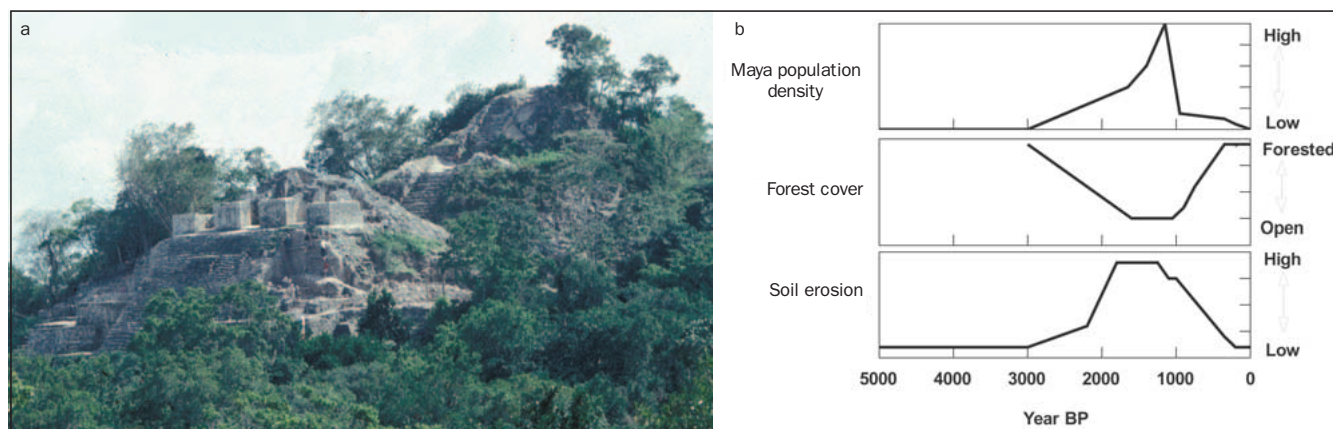 a
b
Maya population
density
High
Low
Forest cover
Forested
Open
Soil erosion
High
Low
5000 4000 3000 2000 1000 0
Year BP